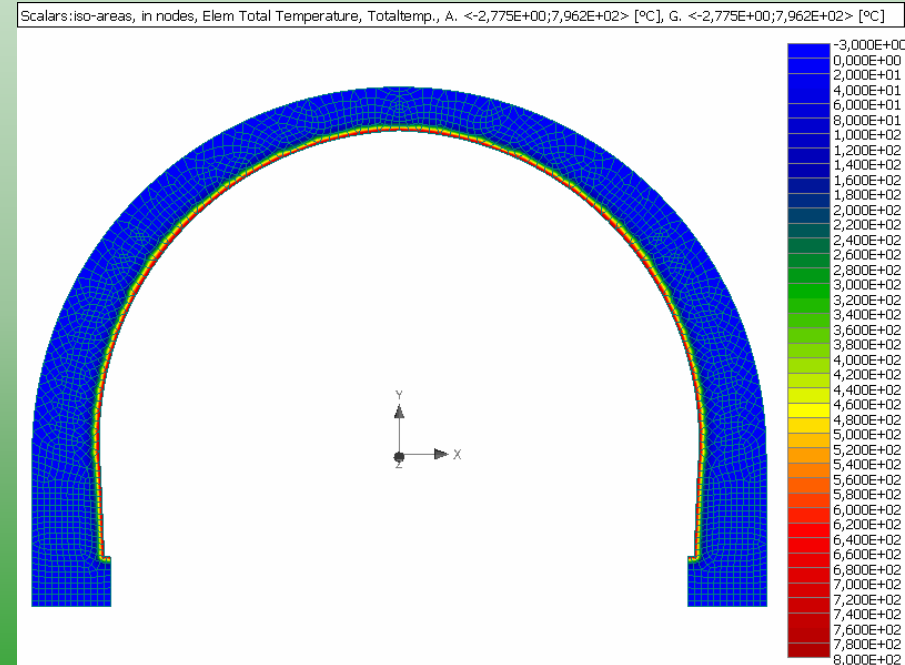 Scalars:iso-areas, in nodes, Elem Total Temperature, Totaltemp., A. <-2,775E+00;7,962E+02> [ºC], G. <-2,775E+00;7,962E+02> [ºC]
-3,000E+00
0,000E+00
2,000E+01
4,000E+01
6,000E+01
8,000E+01
1,000E+02
1,200E+02
1,400E+02
1,600E+02
1,800E+02
2,000E+02
2,200E+02
2,400E+02
2,600E+02
2,800E+02
3,000E+02
3,200E+02
3,400E+02
3,600E+02
3,800E+02
4,000E+02
4,200E+02
4,400E+02
4,600E+02
4,800E+02
5,000E+02
5,200E+02
5,400E+02
5,600E+02
5,800E+02
6,000E+02
6,200E+02
6,400E+02
6,600E+02
6,800E+02
7,000E+02
7,200E+02
7,400E+02
7,600E+02
7,800E+02
8,000E+02
Y
X
Z